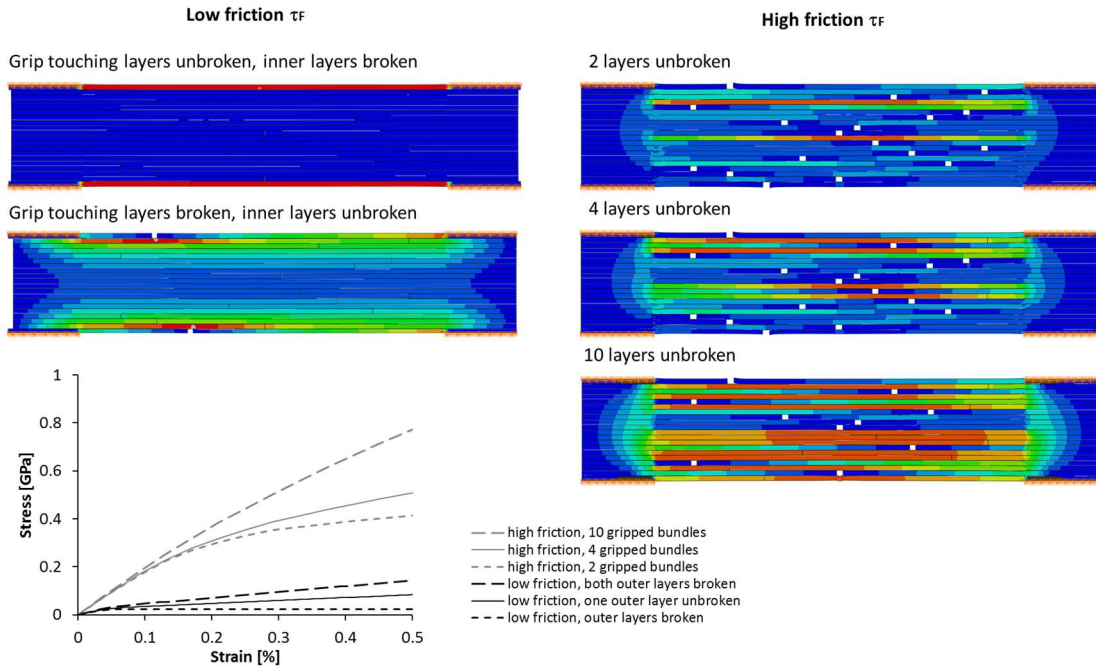 Low friction τF
High friction τF
Grip touching layers unbroken, inner layers broken
2 layers unbroken
Grip touching layers broken, inner layers unbroken
4 layers unbroken
10 layers unbroken
1
0.8
0.6
0.4
0.2
0
Stress [GPa]
0 0.1 0.2 0.3 0.4 0.5
Strain [%]
high friction, 10 gripped bundles
high friction, 4 gripped bundles
high friction, 2 gripped bundles
low friction, both outer layers broken
low friction, one outer layer unbroken
low friction, outer layers broken